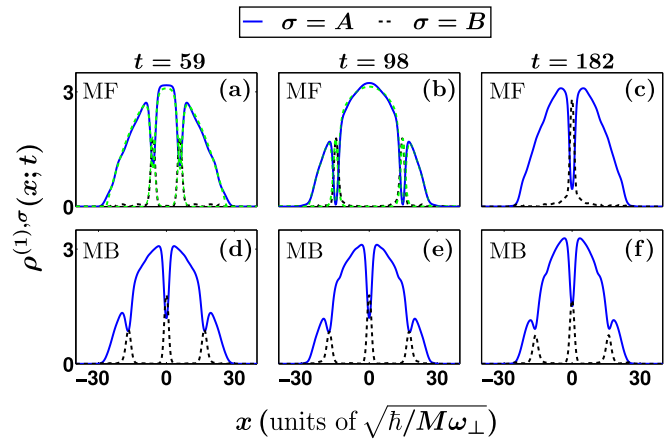 σ = A σ = B
t = 59 t = 98 t = 182
MF (a) MF (b) MF (c)
3
0
ρ^(1),σ(x; t)
MB (d) MB (e) MB (f)
3
0
−30 0 30 −30 0 30 −30 0 30
x (units of √ħ/Mω⊥)